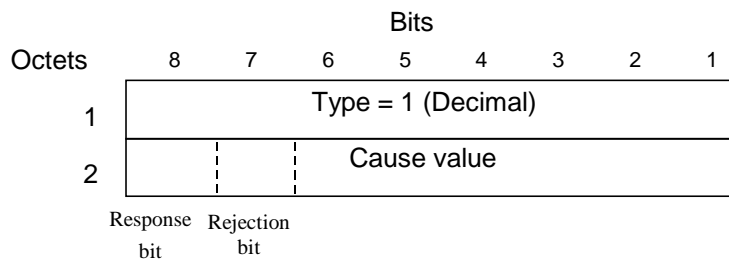 Bits
Octets 8 7 6 5 4 3 2 1
1 Type = 1 (Decimal)
2 Cause value
Response Rejection
bit bit